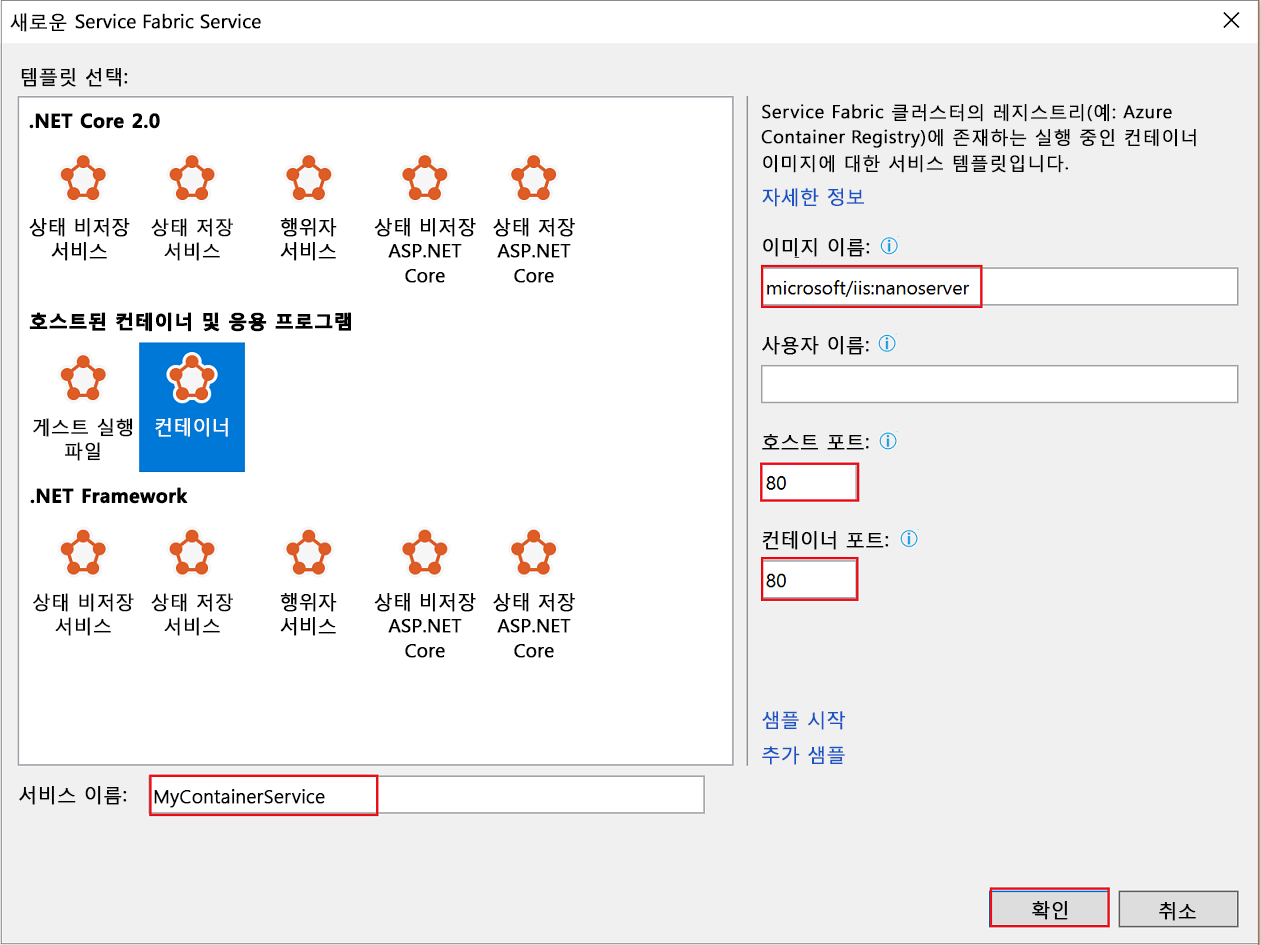 새로운 Service Fabric Service
템플릿 선택:
.NET Core 2.0
상태 비저장
서비스
상태 저장
서비스
행위자
서비스
상태 비저장
ASP.NET
Core
상태 저장
ASP.NET
Core
호스트된 컨테이너 및 응용 프로그램
게스트 실행
파일
컨테이너
.NET Framework
상태 비저장
서비스
상태 저장
서비스
행위자
서비스
상태 비저장
ASP.NET
Core
상태 저장
ASP.NET
Core
Service Fabric 클러스터의 레지스트리(예: Azure
Container Registry)에 존재하는 실행 중인 컨테이너
이미지에 대한 서비스 템플릿입니다.
자세한 정보
이미지 이름:
microsoft/iis:nanoserver
사용자 이름:
호스트 포트:
80
컨테이너 포트:
80
샘플 시작
추가 샘플
서비스 이름:
MyContainerService
확인
취소